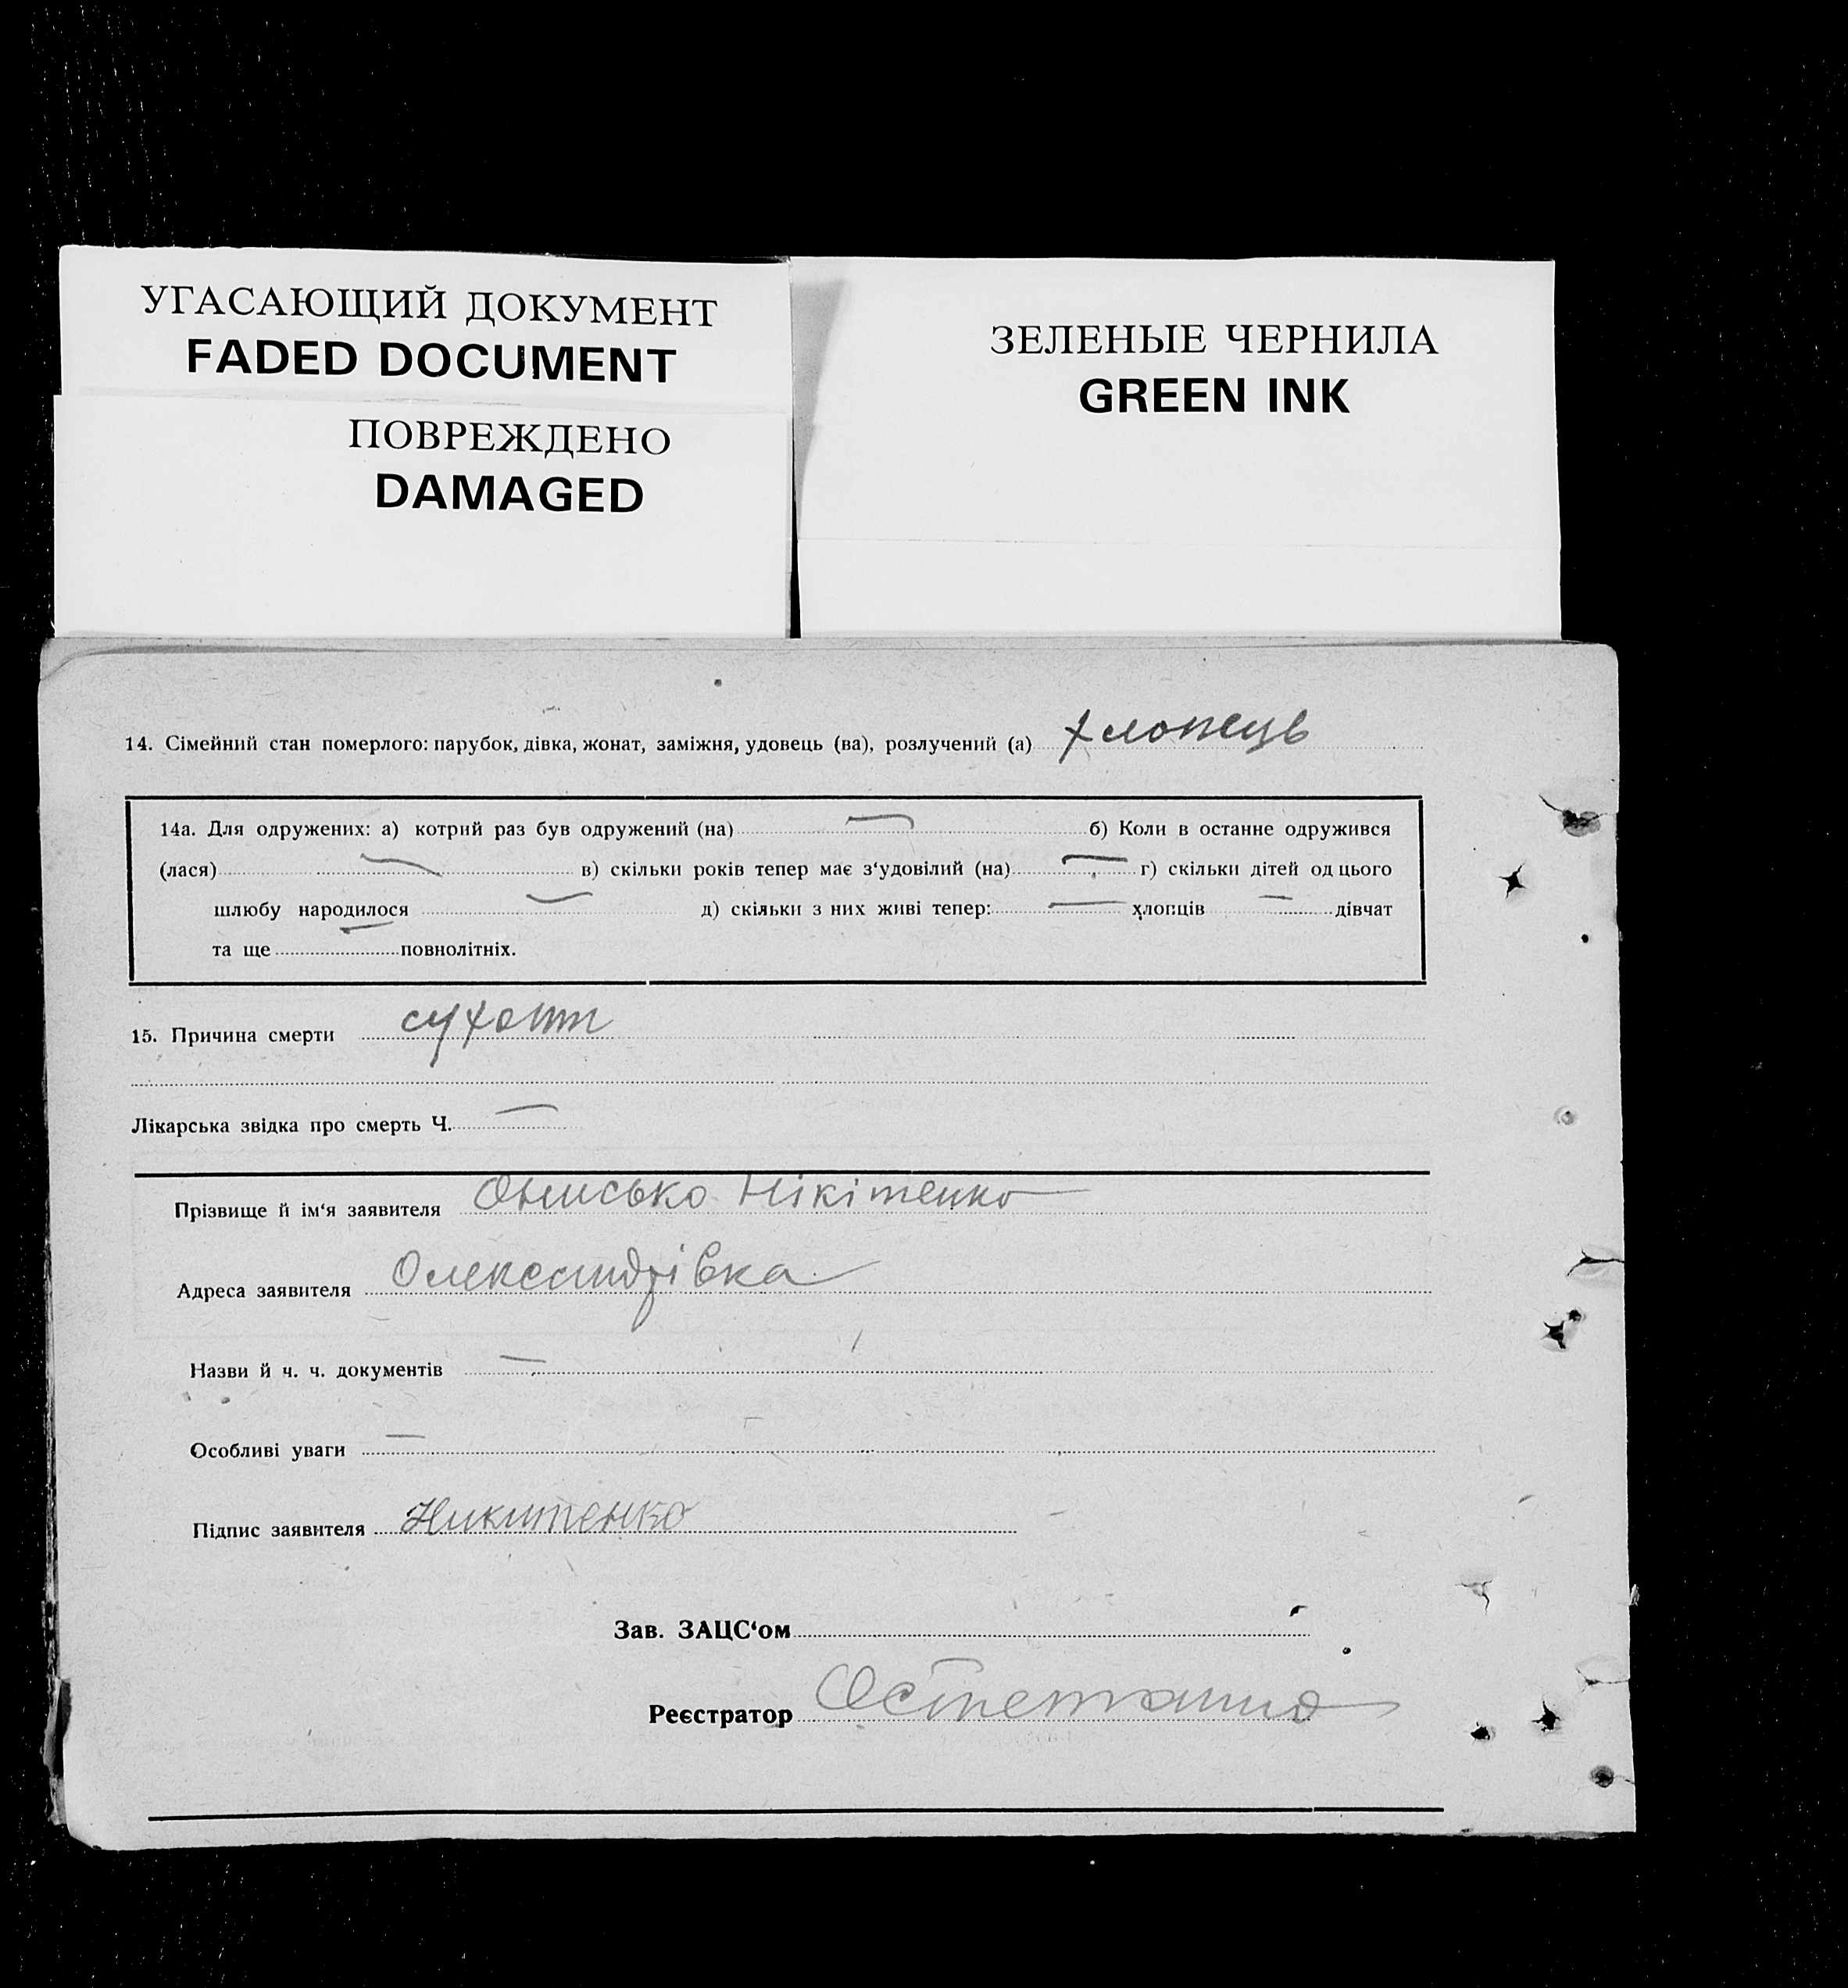 УГАСАЮЩИЙ ДОКУМЕНТ
FADED DOCUMENT
ПОВРЕЖДЕНО
DAMAGED
ЗЕЛЕНЫЕ ЧЕРНИЛА
GREEN INK
14. Сімейний стан померлого: парубок, дівка, жонат, заміжня, удовець (ва), розлучений (а) хлопець
14а. Для одружених: а) котрий раз був одружений (на) — б) Коли в останне одружився
(лася) — в) скільки років тепер має з‘удовілий (на) — г) скільки дітей од цього
шлюбу народилося — д) скільки з них живі тепер: — хлопців — дівчат
та ще — повнолітніх.
15. Причина смерти сухоти
Лікарська звідка про смерть Ч. —
Прізвище й ім‘я заявителя Онисько Нікітенко
Адреса заявителя Олександрівка
Назви й ч. ч. документів —
Особливі уваги —
Підпис заявителя Никитенко
Зав. ЗАЦС‘ом
Реєстратор